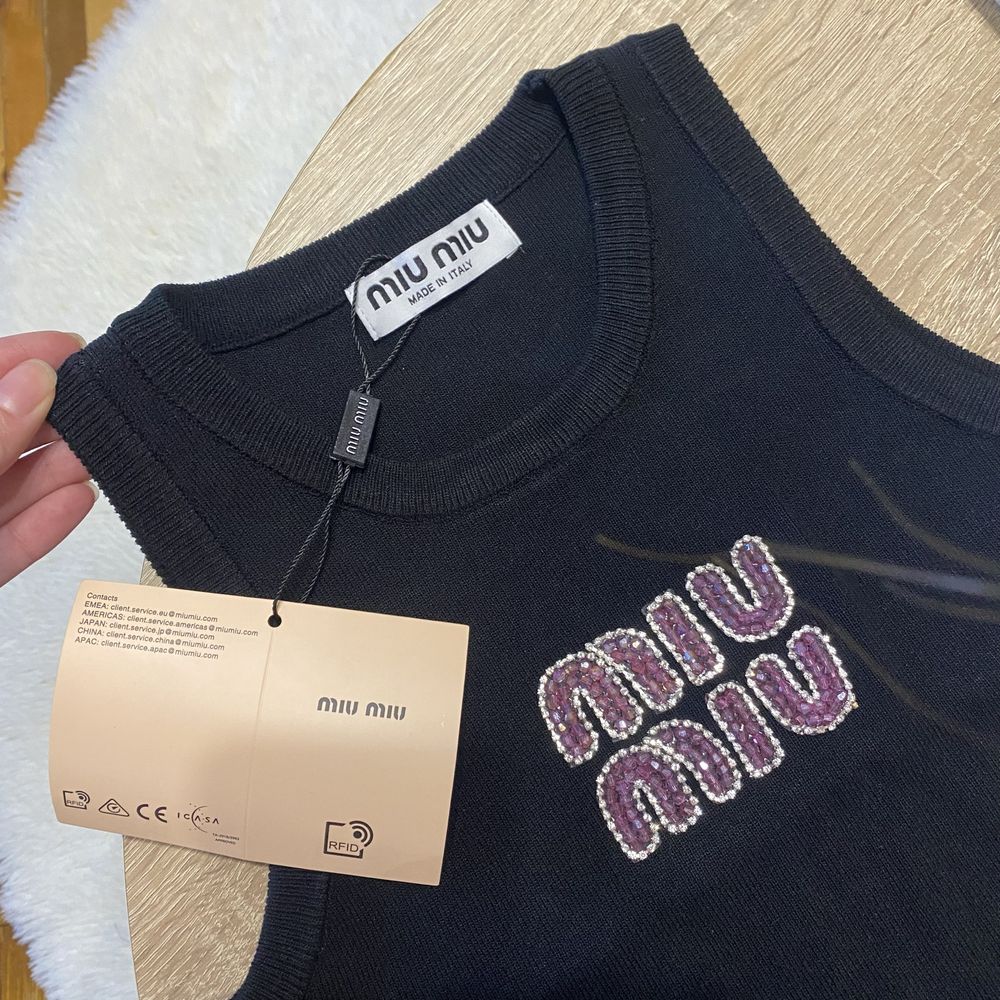 miu miu
MADE IN ITALY
miu miu
Contacts
EMEA: client.service.eu@miumiu.com
AMERICAS: client.service.americas@miumiu.com
JAPAN: client.service.jp@miumiu.com
CHINA: client.service.china@miumiu.com
APAC: client.service.apac@miumiu.com
miu miu
RFID
CE
ICASA
APPROVED
RFID
miu
miu